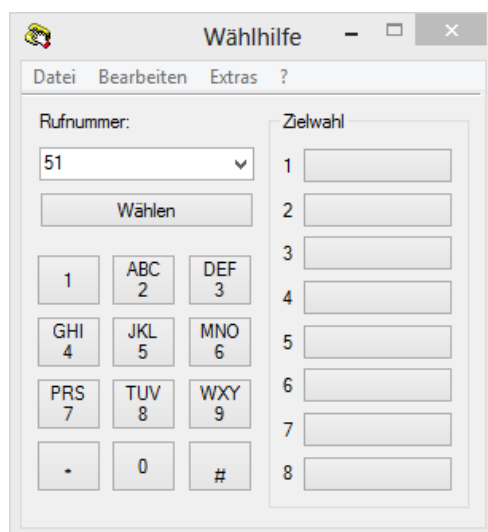 Wählhilfe
Datei Bearbeiten Extras ?
Rufnummer:
51
Wählen
1
ABC
2
DEF
3
GHI
4
JKL
5
MNO
6
PRS
7
TUV
8
WXY
9
*
0
#
Zielwahl
1
2
3
4
5
6
7
8